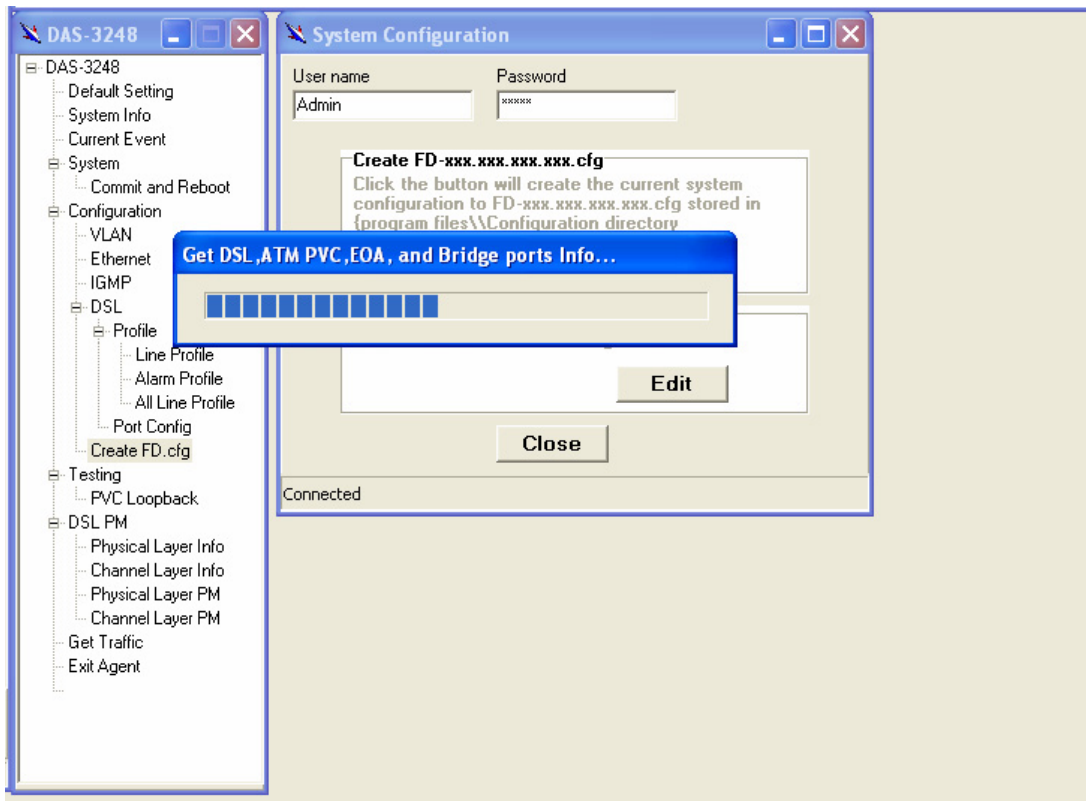 DAS-3248
DAS-3248
Default Setting
System Info
Current Event
System
Commit and Reboot
Configuration
VLAN
Ethernet
IGMP
DSL
Profile
Line Profile
Alarm Profile
All Line Profile
Port Config
Create FD.cfg
Testing
PVC Loopback
DSL PM
Physical Layer Info
Channel Layer Info
Physical Layer PM
Channel Layer PM
Get Traffic
Exit Agent
System Configuration
User name Password
Admin xxxxx
Create FD-xxx.xxx.xxx.xxx.cfg
Click the button will create the current system
configuration to FD-xxx.xxx.xxx.xxx.cfg stored in
{program files\\Configuration directory
Get DSL,ATM PVC,EOA, and Bridge ports Info...
Edit
Close
Connected